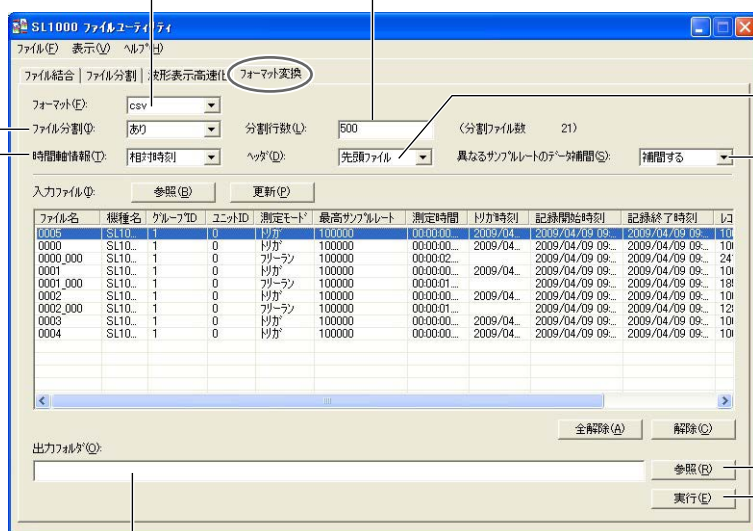 SL1000 ファイルユーティリティ
ファイル(F) 表示(V) ヘルプ(H)
ファイル結合 ファイル分割 波形表示高速化 フォーマット変換
フォーマット(F): csv
ファイル分割(I): あり 分割行数(L): 500 (分割ファイル数 21)
時間軸情報(T): 相対時刻 ヘッダ(D): 先頭ファイル 異なるサンプルレートのデータ補間(S): 補間する
入力ファイル(I): 参照(B) 更新(P)
ファイル名 機種名 グループID ユニットID 測定モード 最高サンプルレート 測定時間 トリガ時刻 記録開始時刻 記録終了時刻 レコ
0005 SL10... 1 0 トリガ 100000 00:00:00... 2009/04... 2009/04/09 09:... 2009/04/09 09:... 100
0000 SL10... 1 0 トリガ 100000 00:00:00... 2009/04... 2009/04/09 09:... 2009/04/09 09:... 100
0000_000 SL10... 1 0 フリーラン 100000 00:00:02... 2009/04/09 09:... 2009/04/09 09:... 241
0001 SL10... 1 0 トリガ 100000 00:00:00... 2009/04... 2009/04/09 09:... 2009/04/09 09:... 100
0001_000 SL10... 1 0 フリーラン 100000 00:00:01... 2009/04/09 09:... 2009/04/09 09:... 185
0002 SL10... 1 0 トリガ 100000 00:00:00... 2009/04... 2009/04/09 09:... 2009/04/09 09:... 100
0002_000 SL10... 1 0 フリーラン 100000 00:00:01... 2009/04/09 09:... 2009/04/09 09:... 125
0003 SL10... 1 0 トリガ 100000 00:00:00... 2009/04... 2009/04/09 09:... 2009/04/09 09:... 100
0004 SL10... 1 0 トリガ 100000 00:00:00... 2009/04... 2009/04/09 09:... 2009/04/09 09:... 100
全解除(A) 解除(C)
出力フォルダ(O):
参照(R)
実行(E)